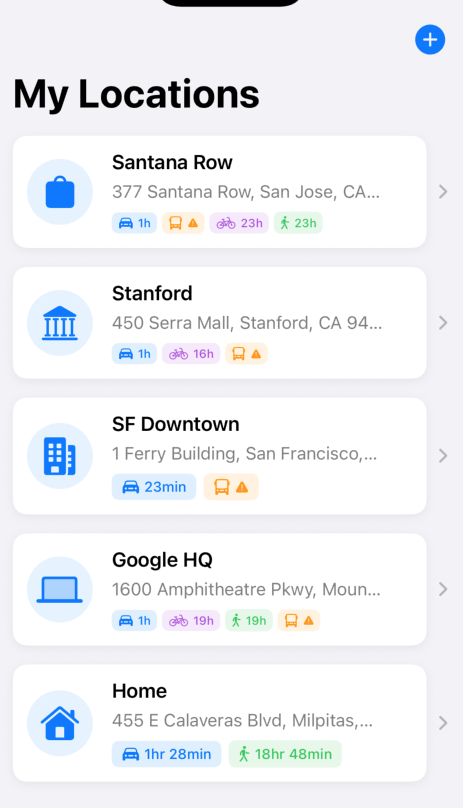 My Locations
Santana Row
377 Santana Row, San Jose, CA...
1h 23h 23h
Stanford
450 Serra Mall, Stanford, CA 94...
1h 16h
SF Downtown
1 Ferry Building, San Francisco,...
23min
Google HQ
1600 Amphitheatre Pkwy, Moun...
1h 19h 19h
Home
455 E Calaveras Blvd, Milpitas,...
1hr 28min 18hr 48min